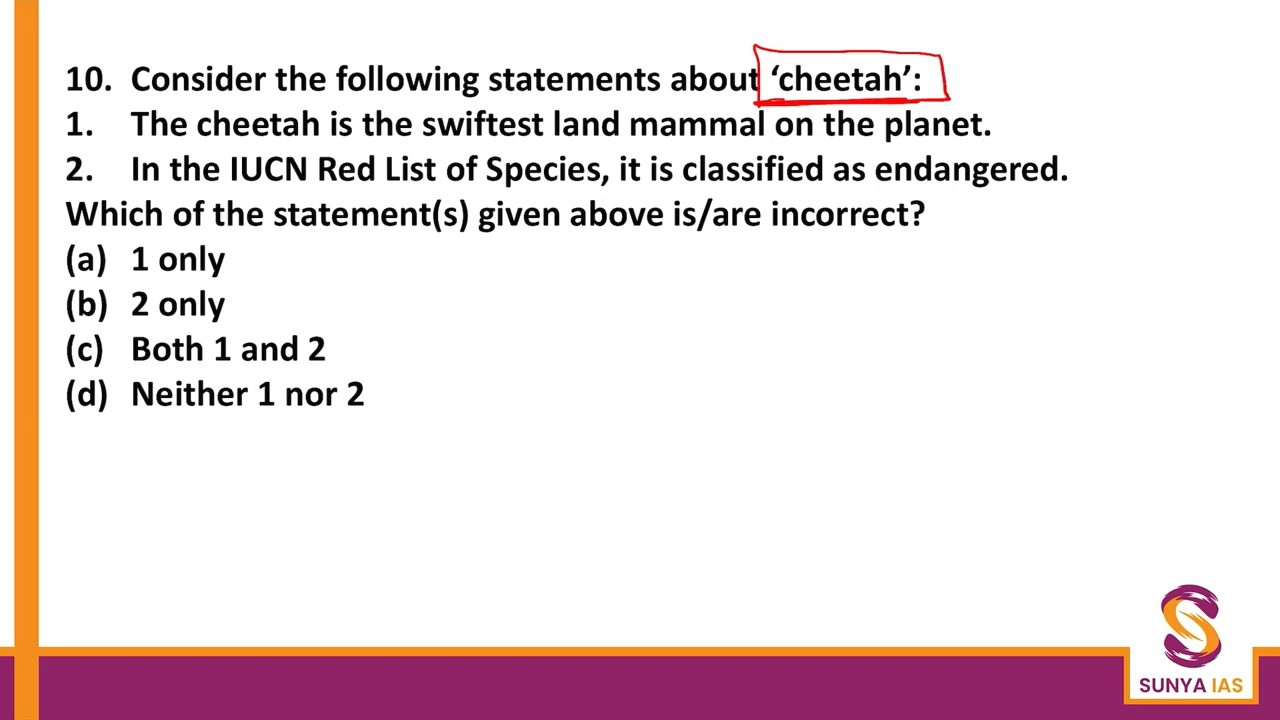 10. Consider the following statements about ‘cheetah’:
1. The cheetah is the swiftest land mammal on the planet.
2. In the IUCN Red List of Species, it is classified as endangered.
Which of the statement(s) given above is/are incorrect?
(a) 1 only
(b) 2 only
(c) Both 1 and 2
(d) Neither 1 nor 2
SUNYA IAS